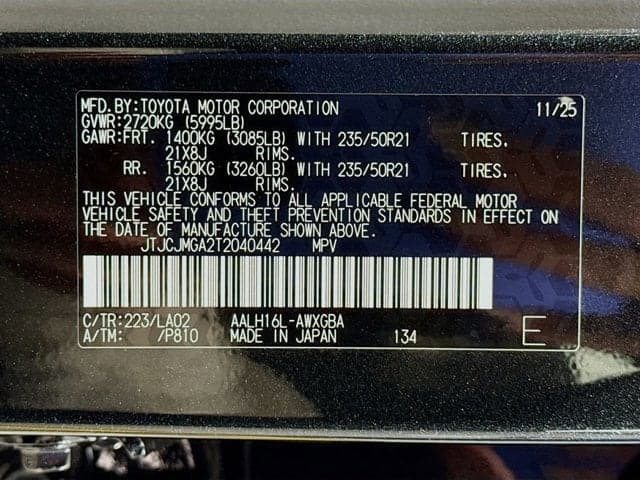 MFD.BY:TOYOTA MOTOR CORPORATION 11/25
GVWR:2720KG (5995LB)
GAWR:FRT. 1400KG (3085LB) WITH 235/50R21 TIRES.
21X8J RIMS.
RR. 1560KG (3260LB) WITH 235/50R21 TIRES.
21X8J RIMS.
THIS VEHICLE CONFORMS TO ALL APPLICABLE FEDERAL MOTOR
VEHICLE SAFETY AND THEFT PREVENTION STANDARDS IN EFFECT ON
THE DATE OF MANUFACTURE SHOWN ABOVE.
JTJCJMGA2T2040442 MPV
C/TR:223/LA02 AALH16L-AWXGBA
A/TM: /P810 MADE IN JAPAN 134 E